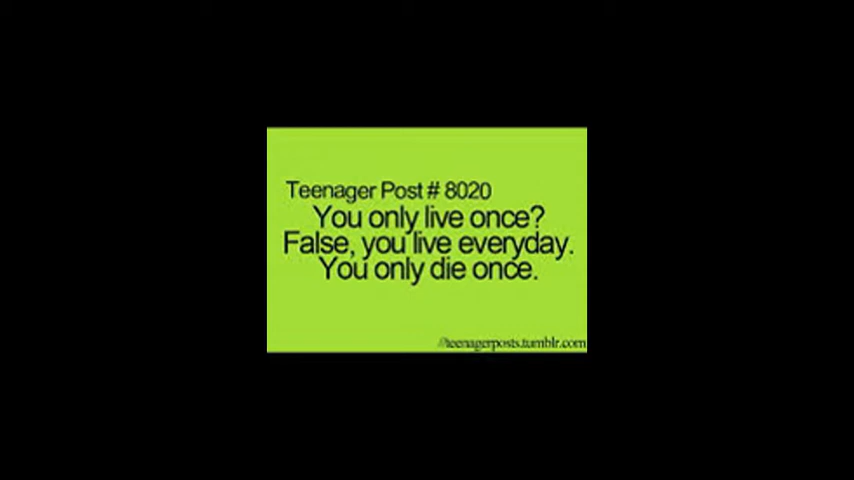 Teenager Post # 8020
You only live once?
False, you live everyday.
You only die once.
//teenagerposts.tumblr.com